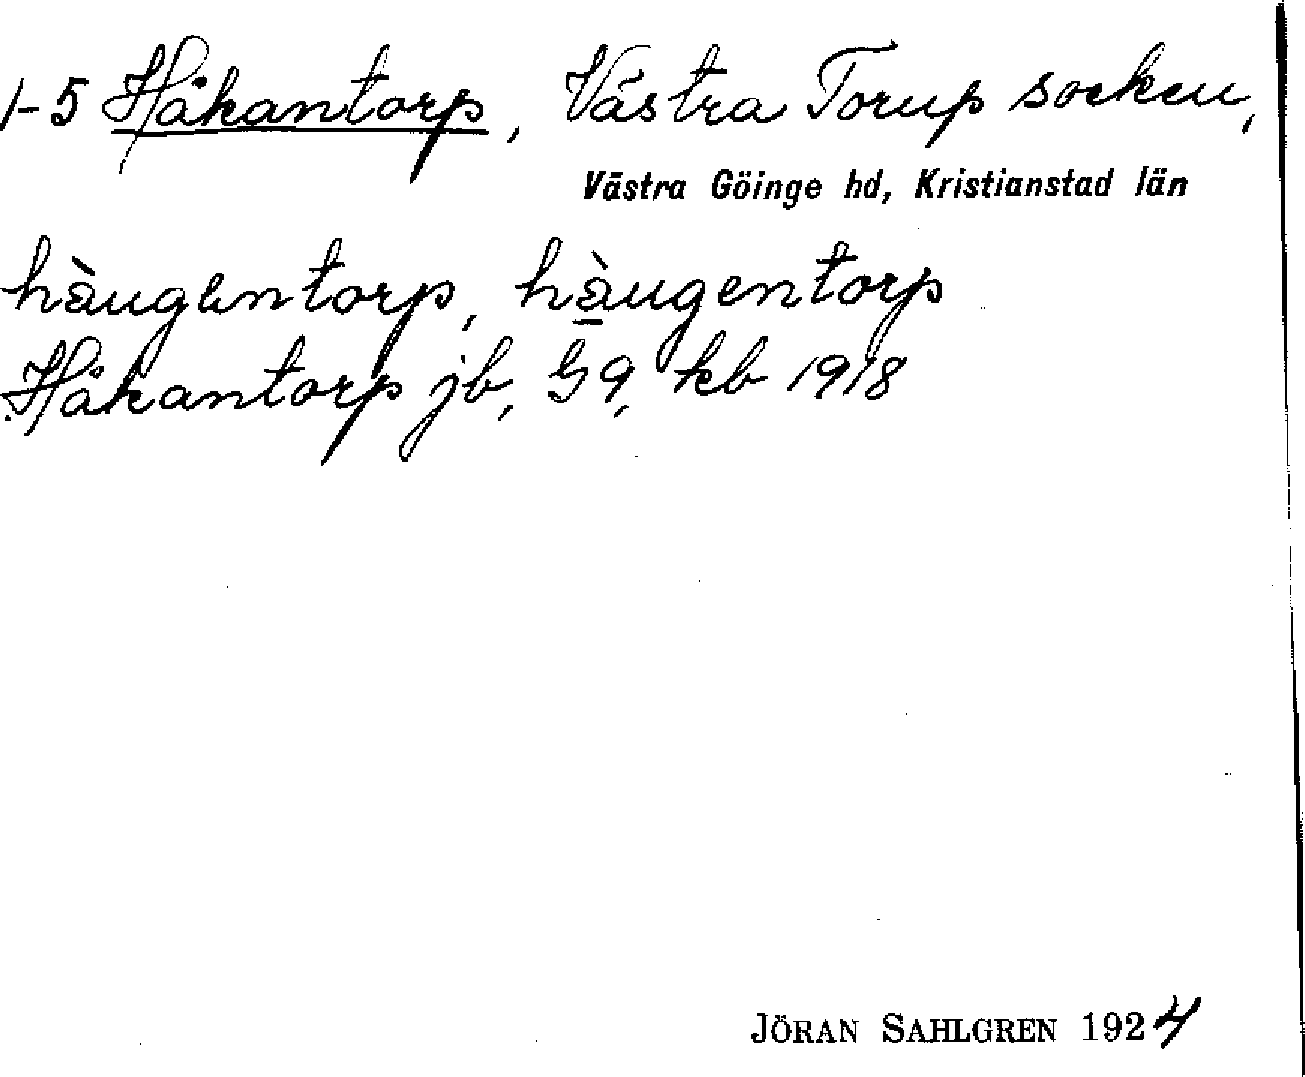 1-5 Håkantorp, Västra Torup socken,
Västra Göinge hd, Kristianstad län
hàugentorp, hàugentorp
Håkantorp jb, G9, kb 1918
JÖRAN SAHLGREN 1924